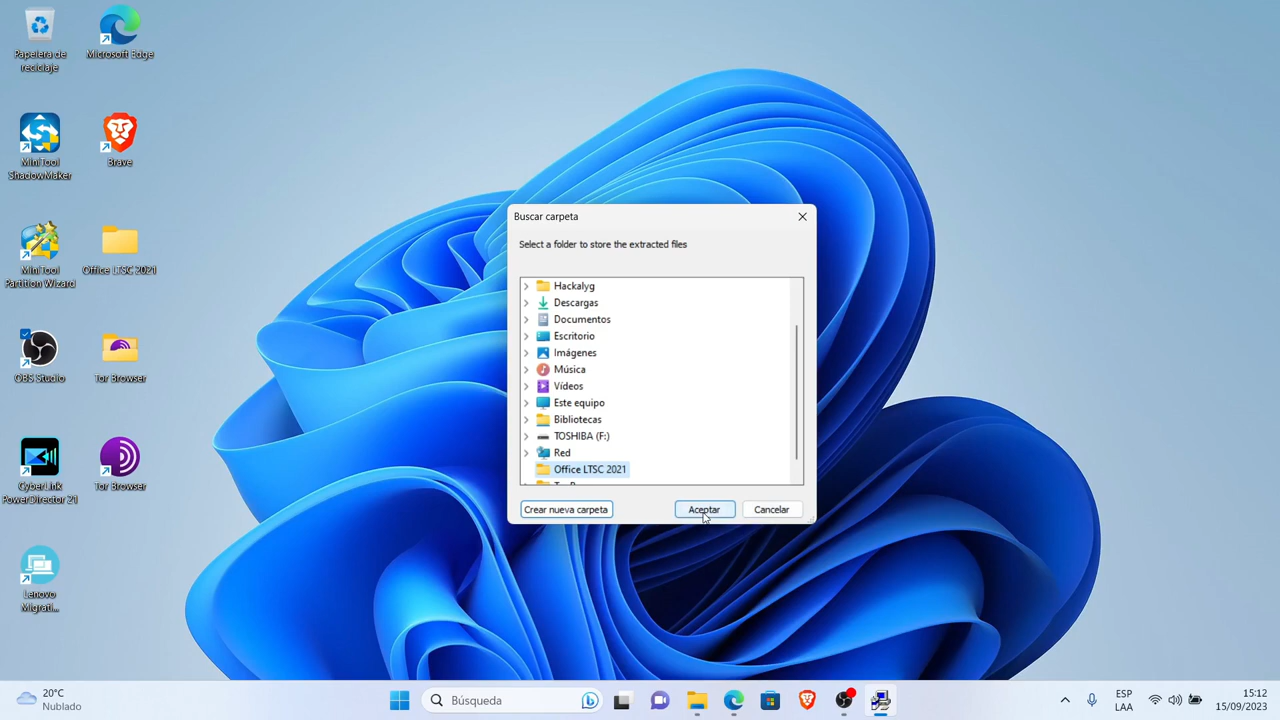 Papelera de
reciclaje
Microsoft Edge
MiniTool
ShadowMaker
Brave
MiniTool
Partition Wizard
Office LTSC 2021
OBS Studio
Tor Browser
CyberLink
PowerDirector 21
Tor Browser
Lenovo
Migrati...
Buscar carpeta
Select a folder to store the extracted files
Hackalyg
Descargas
Documentos
Escritorio
Imágenes
Música
Vídeos
Este equipo
Bibliotecas
TOSHIBA (F:)
Red
Office LTSC 2021
Crear nueva carpeta
Aceptar
Cancelar
20°C
Nublado
Búsqueda
ESP
LAA
15:12
15/09/2023